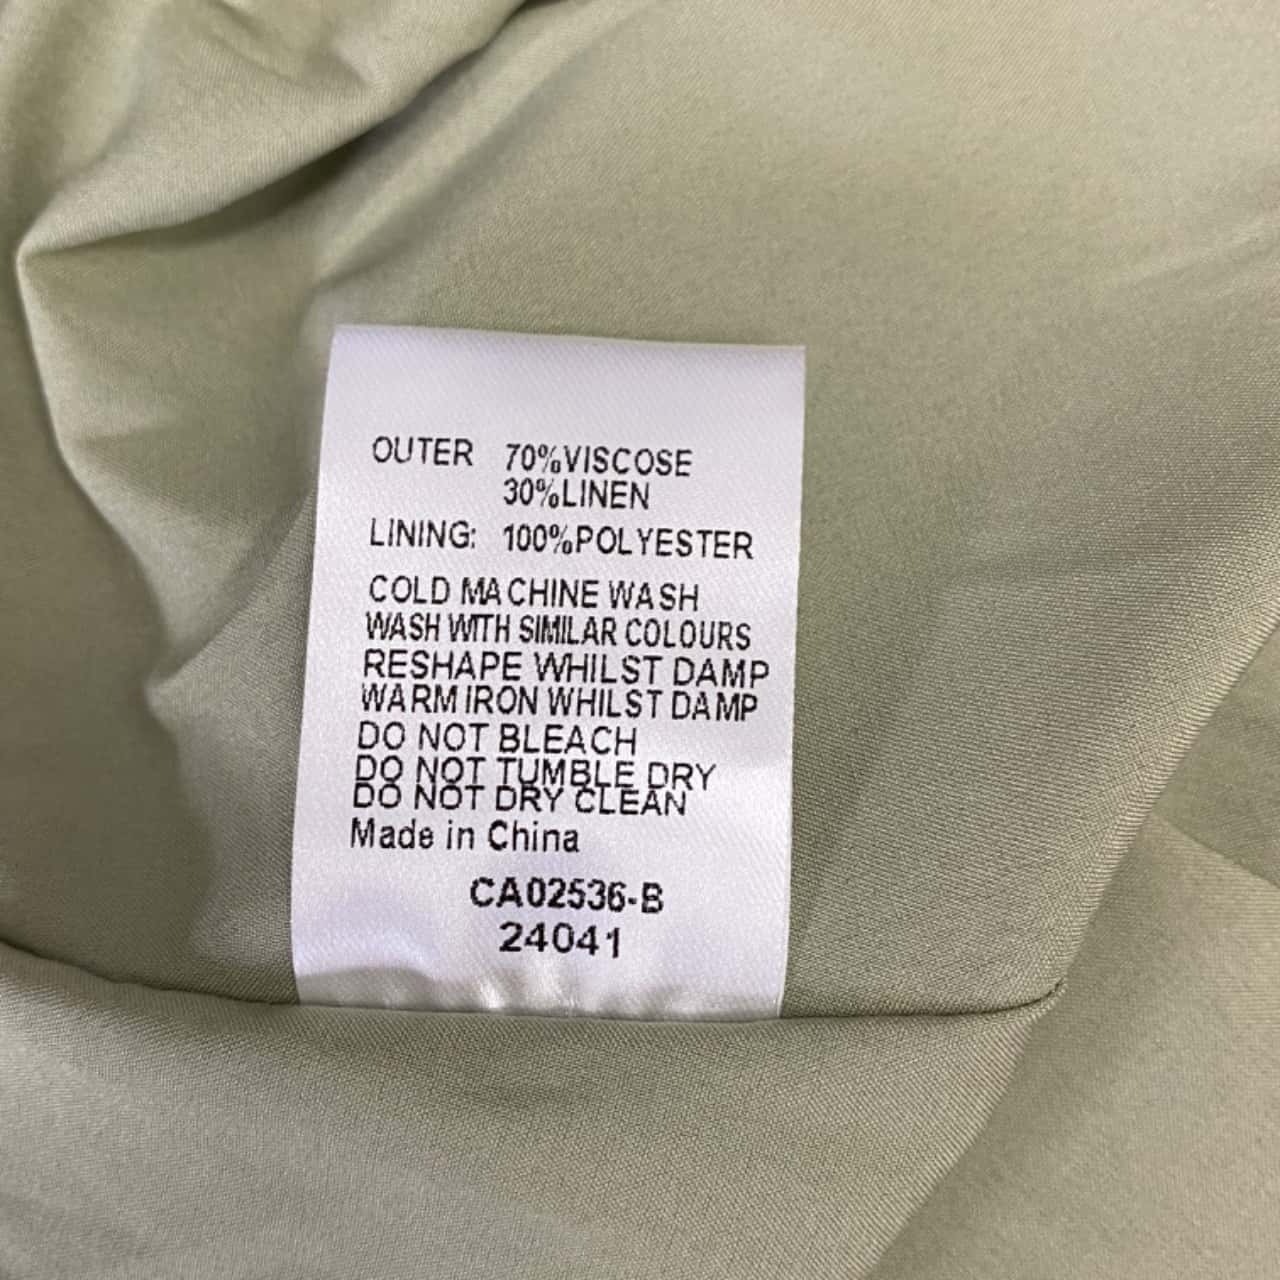 OUTER 70%VISCOSE
30%LINEN
LINING: 100%POLYESTER
COLD MACHINE WASH
WASH WITH SIMILAR COLOURS
RESHAPE WHILST DAMP
WARM IRON WHILST DAMP
DO NOT BLEACH
DO NOT TUMBLE DRY
DO NOT DRY CLEAN
Made in China
CA02536-B
24041